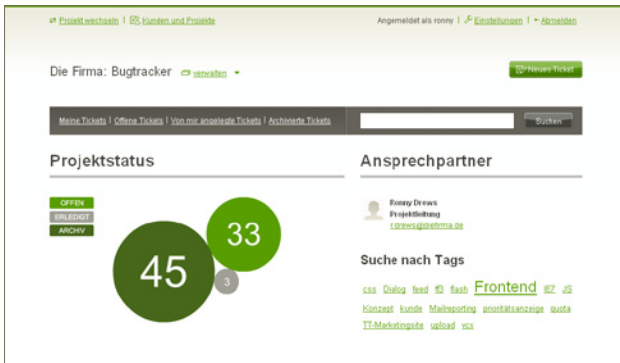 Projekt wechseln | Kunden und Projekte
Angemeldet als ronny | Einstellungen | Abmelden
Die Firma: Bugtracker verwalten
Neues Ticket
Meine Tickets | Offene Tickets | Von mir angelegte Tickets | Archivierte Tickets
Suchen
Projektstatus
OFFEN
ERLEDIGT
ARCHIV
45
33
3
Ansprechpartner
Ronny Drews
Projektleitung
r.drews@diefirma.de
Suche nach Tags
css Dialog feed ff3 flash Frontend IE7 JS
Konzept kunde Mailreporting prioritätsanzeige quota
TT-Marketingsite upload vcs